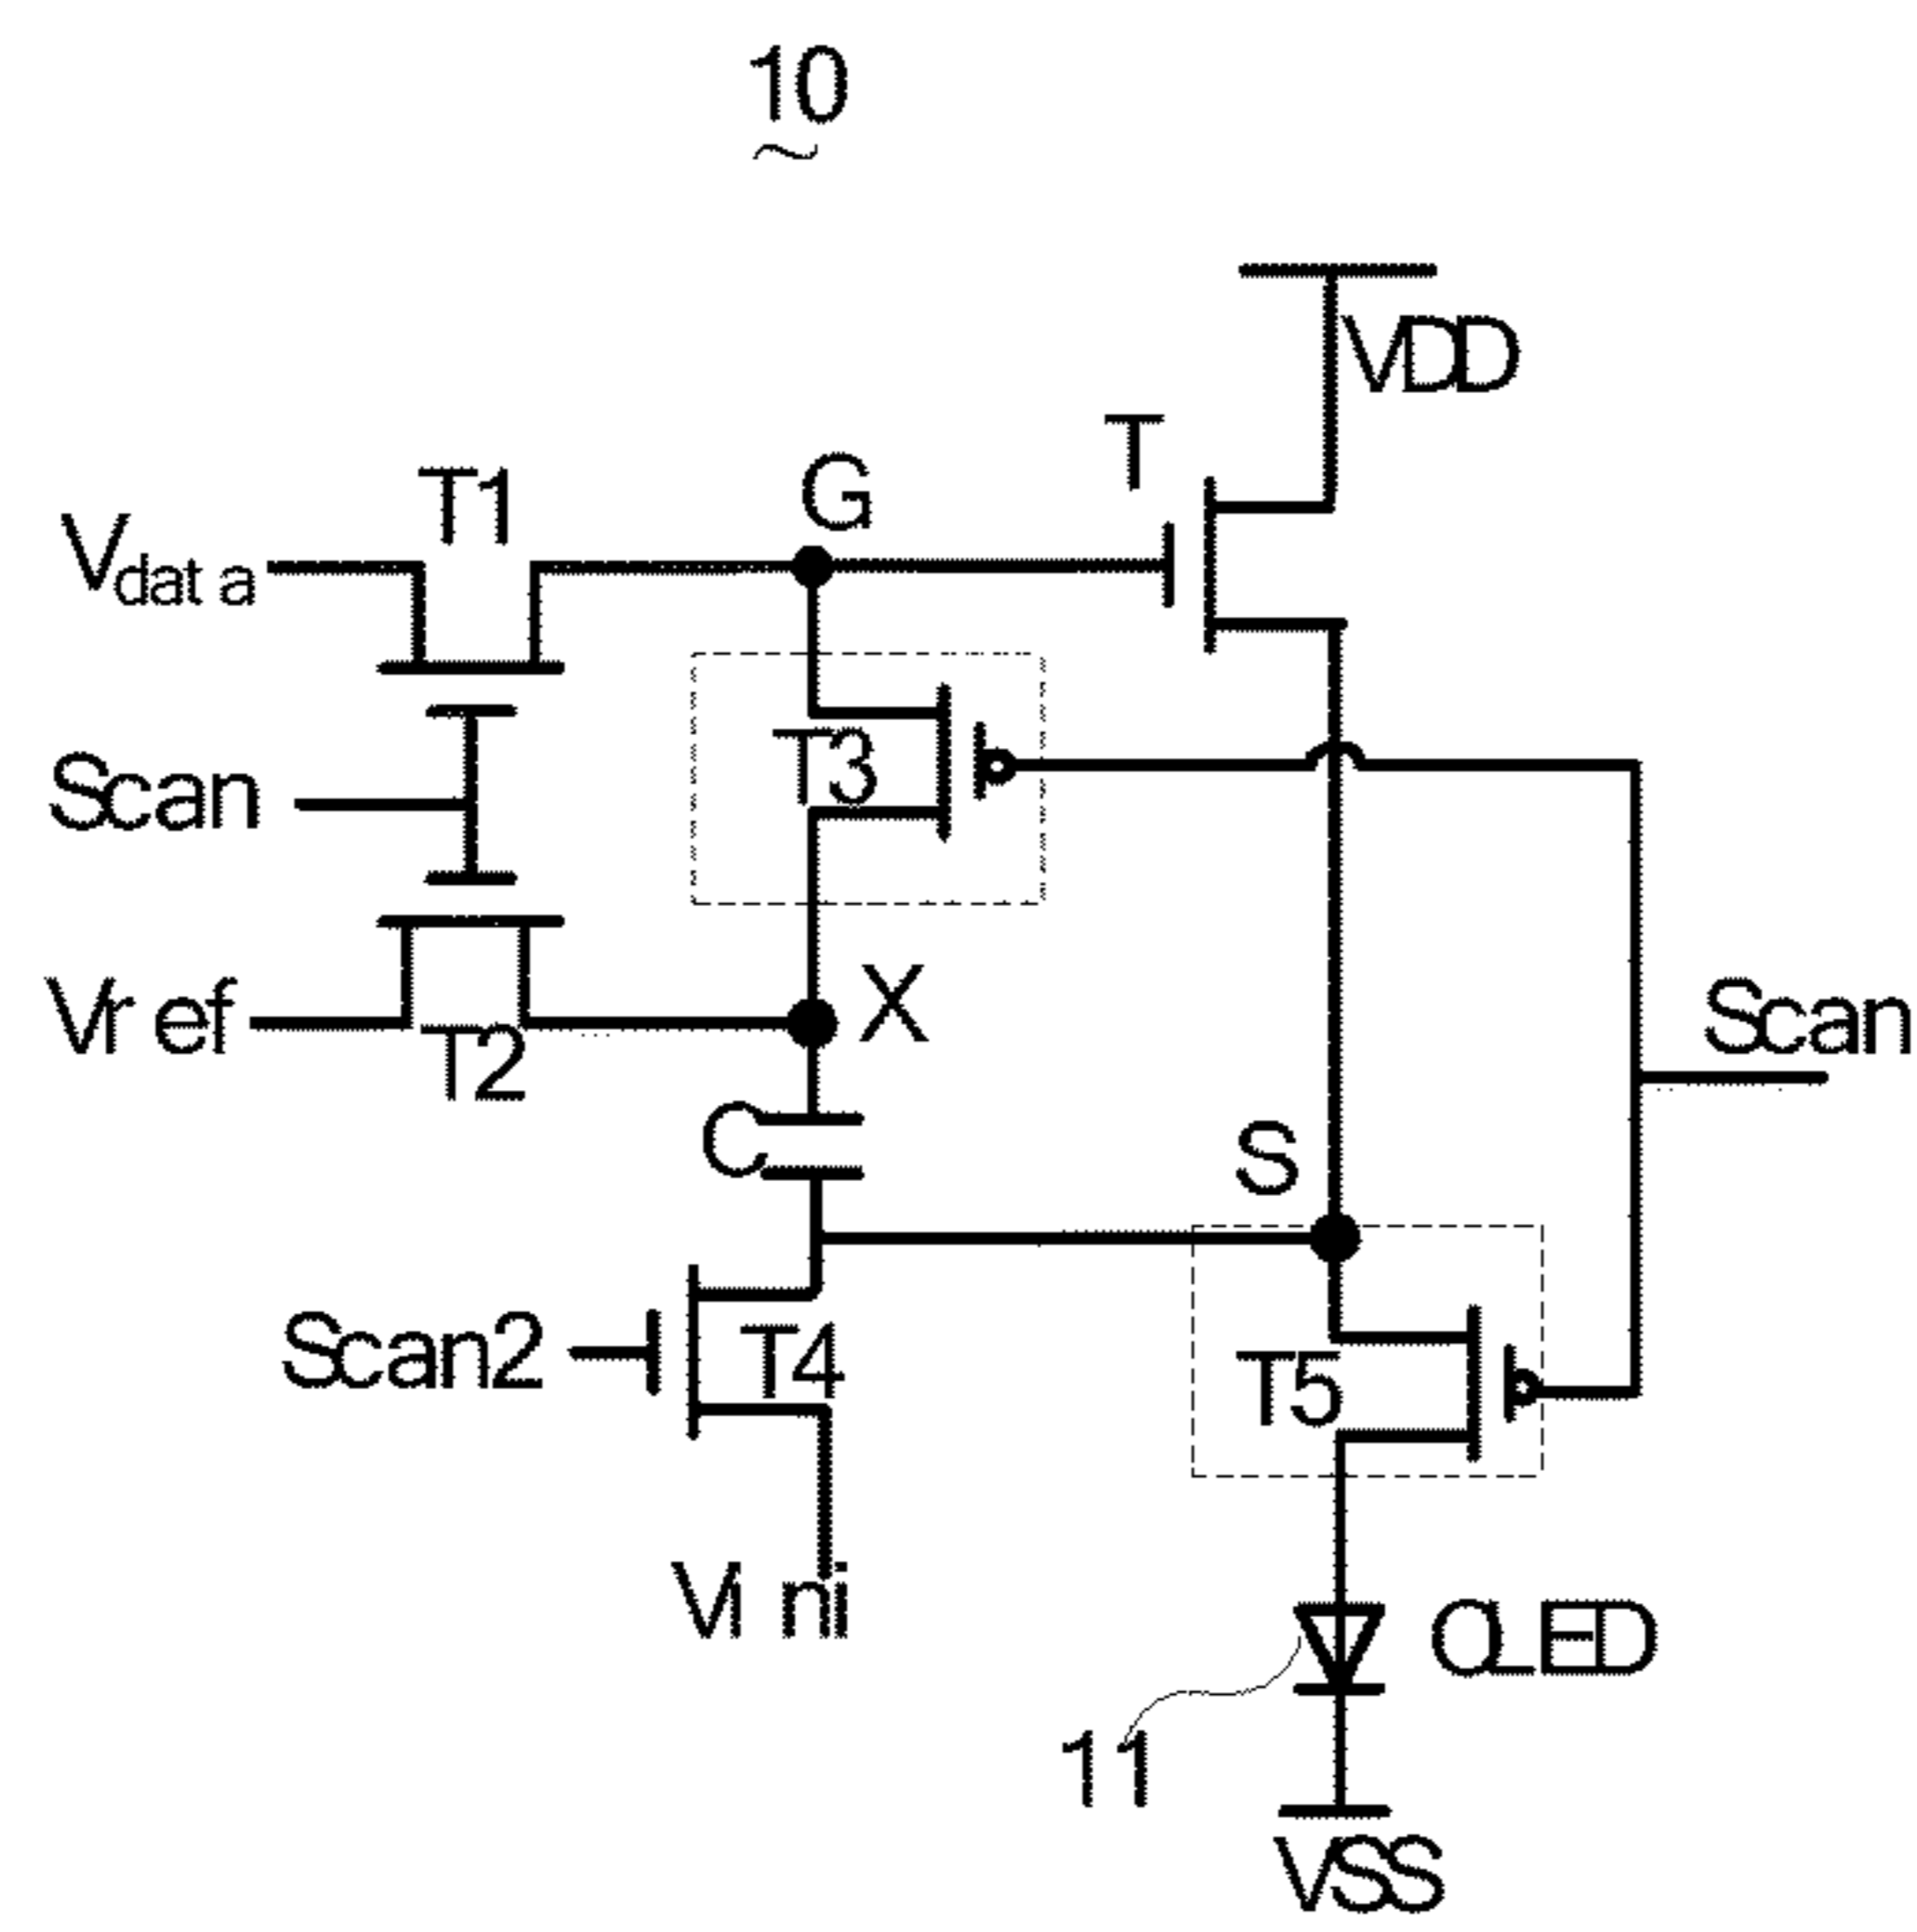 10
VDD
T
G
T1
Vdata
T3
Scan
X
Vref
T2
Scan
C
S
Scan2
T4
T5
Vini
OLED
11
VSS